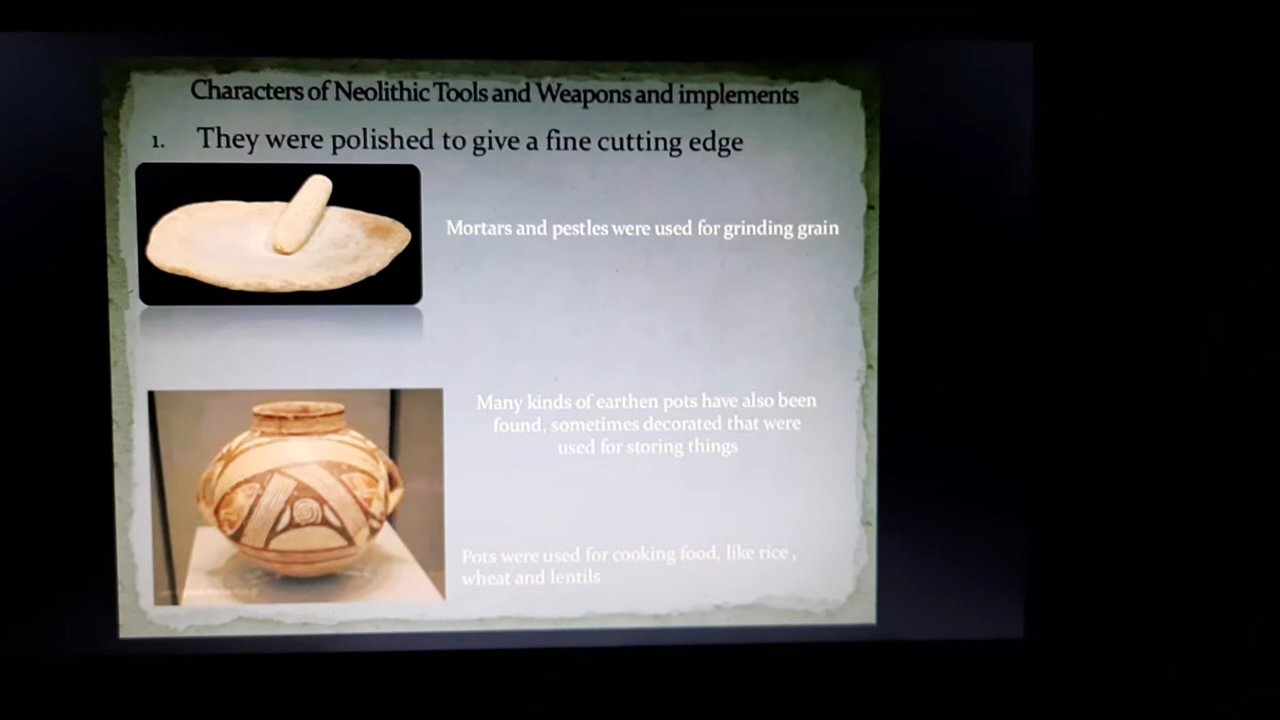 Characters of Neolithic Tools and Weapons and implements
1. They were polished to give a fine cutting edge
Mortars and pestles were used for grinding grain
Many kinds of earthen pots have also been
found, sometimes decorated that were
used for storing things
Pots were used for cooking food, like rice ,
wheat and lentils